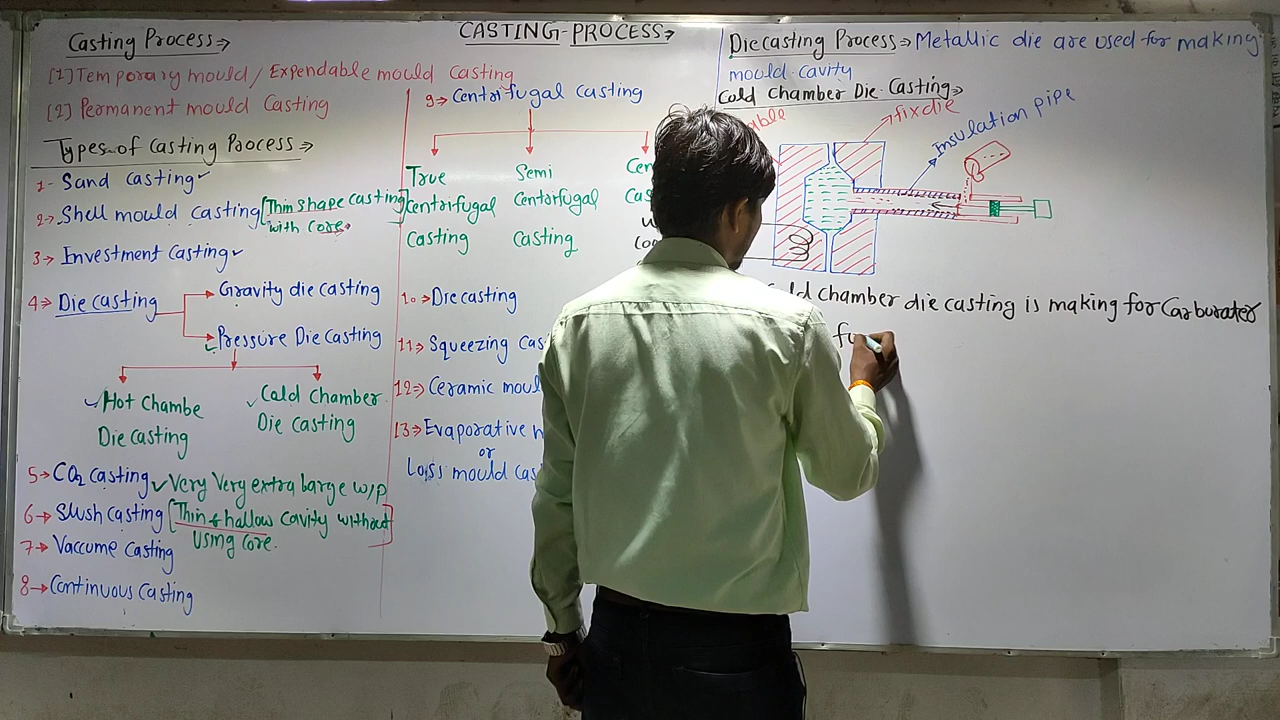 CASTING-PROCESS→
Casting Process→
[1] Temporary mould/Expendable mould Casting
[2] Permanent mould Casting
Types of Casting Process→
1- Sand Casting✓
2→ Shell mould casting [Thin shape casting
with core.]
3→ Investment Casting✓
4→ Die casting
Gravity die casting
Pressure Die Casting
✓Hot Chambe
Die casting
✓Cold Chamber
Die Casting
5→ CO₂ casting ✓Very Very extra large w/p
6→ Slush casting [Thin & hallow Cavity without
Using core.]
7→ Vaccume Casting
8→ Continuous Casting
9→ Centrifugal Casting
True
Centrifugal
Casting
Semi
Centrifugal
Casting
Cen
10→ Die casting
11→ Squeezing Cas
12→ Ceramic moul
13→ Evaporative
or
Loss mould cas
Diecasting Process→ Metallic die are used for making
mould cavity
Cold Chamber Die Casting→
able
fix die
Insulation pipe
old chamber die casting is making for Carburater
fu